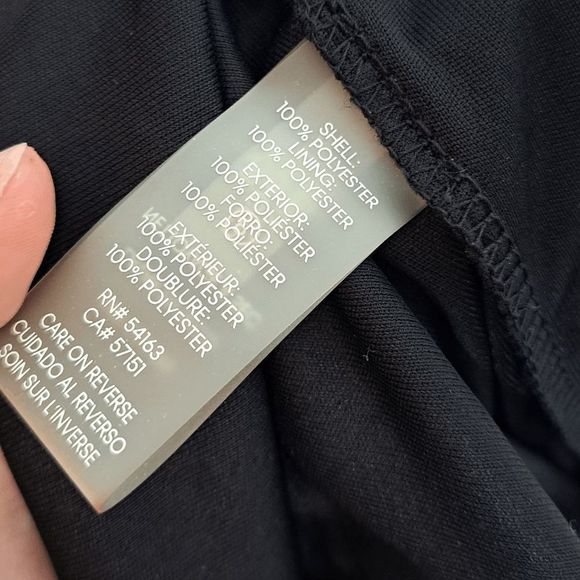 SHELL:
100% POLYESTER
LINING:
100% POLYESTER
EXTERIOR:
100% POLIÉSTER
FORRO:
100% POLIÉSTER
EXTÉRIEUR:
100% POLYESTER
DOUBLURE:
100% POLYESTER
RN# 54163
CA# 57151
CARE ON REVERSE
CUIDADO AL REVERSO
SOIN SUR L'INVERSE